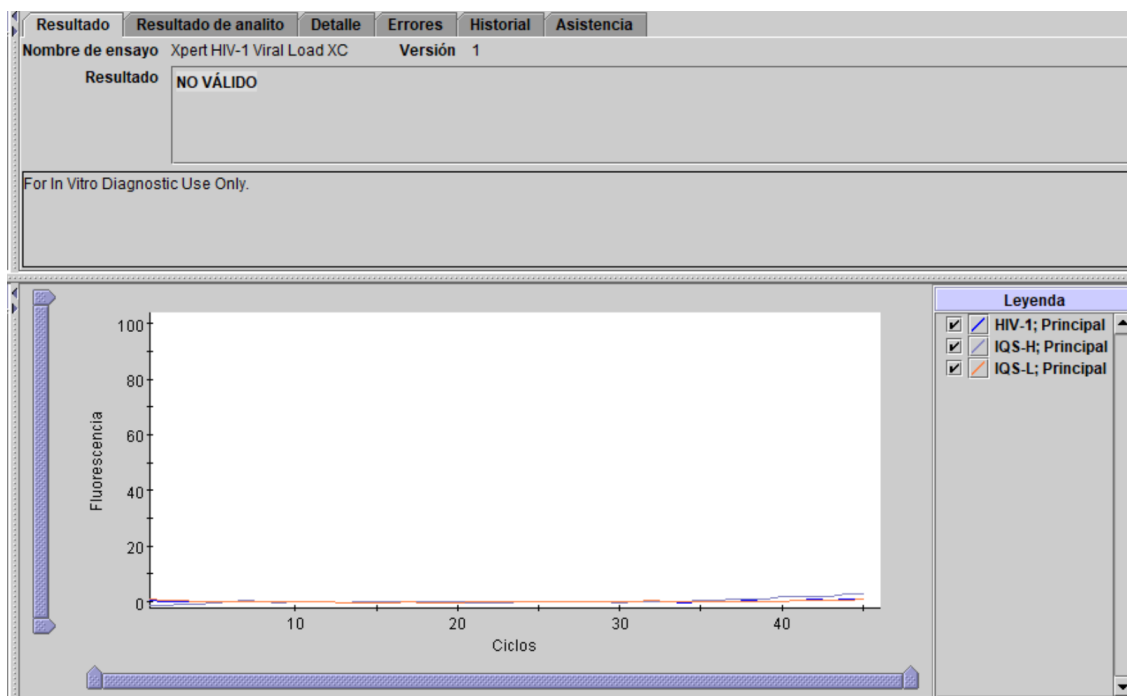 Resultado Resultado de analito Detalle Errores Historial Asistencia
Nombre de ensayo Xpert HIV-1 Viral Load XC Versión 1
Resultado NO VÁLIDO
For In Vitro Diagnostic Use Only.
Leyenda
HIV-1; Principal
IQS-H; Principal
IQS-L; Principal
Fluorescencia
100
80
60
40
20
0
10 20 30 40
Ciclos